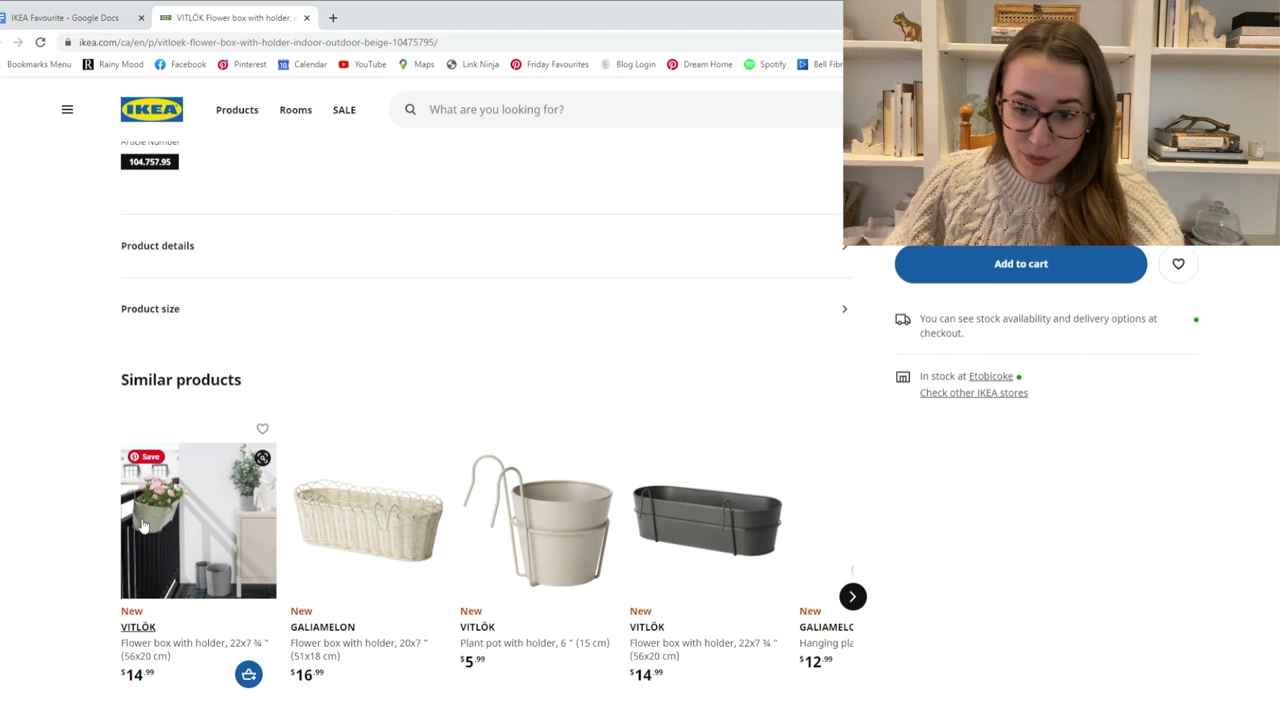 IKEA Favourite - Google Docs
VITLÖK Flower box with holder,
ikea.com/ca/en/p/vitloek-flower-box-with-holder-indoor-outdoor-beige-10475795/
Bookmarks Menu Rainy Mood Facebook Pinterest Calendar YouTube Maps Link Ninja Friday Favourites Blog Login Dream Home Spotify Bell Fib
IKEA Products Rooms SALE What are you looking for?
Article Number
104.757.95
Product details
Product size
Add to cart
You can see stock availability and delivery options at
checkout.
In stock at Etobicoke
Check other IKEA stores
Similar products
Save
New
VITLÖK
Flower box with holder, 22x7 ¾ "
(56x20 cm)
$14.99
New
GALIAMELON
Flower box with holder, 20x7 "
(51x18 cm)
$16.99
New
VITLÖK
Plant pot with holder, 6 " (15 cm)
$5.99
New
VITLÖK
Flower box with holder, 22x7 ¾ "
(56x20 cm)
$14.99
New
GALIAMELO
Hanging pla
$12.99